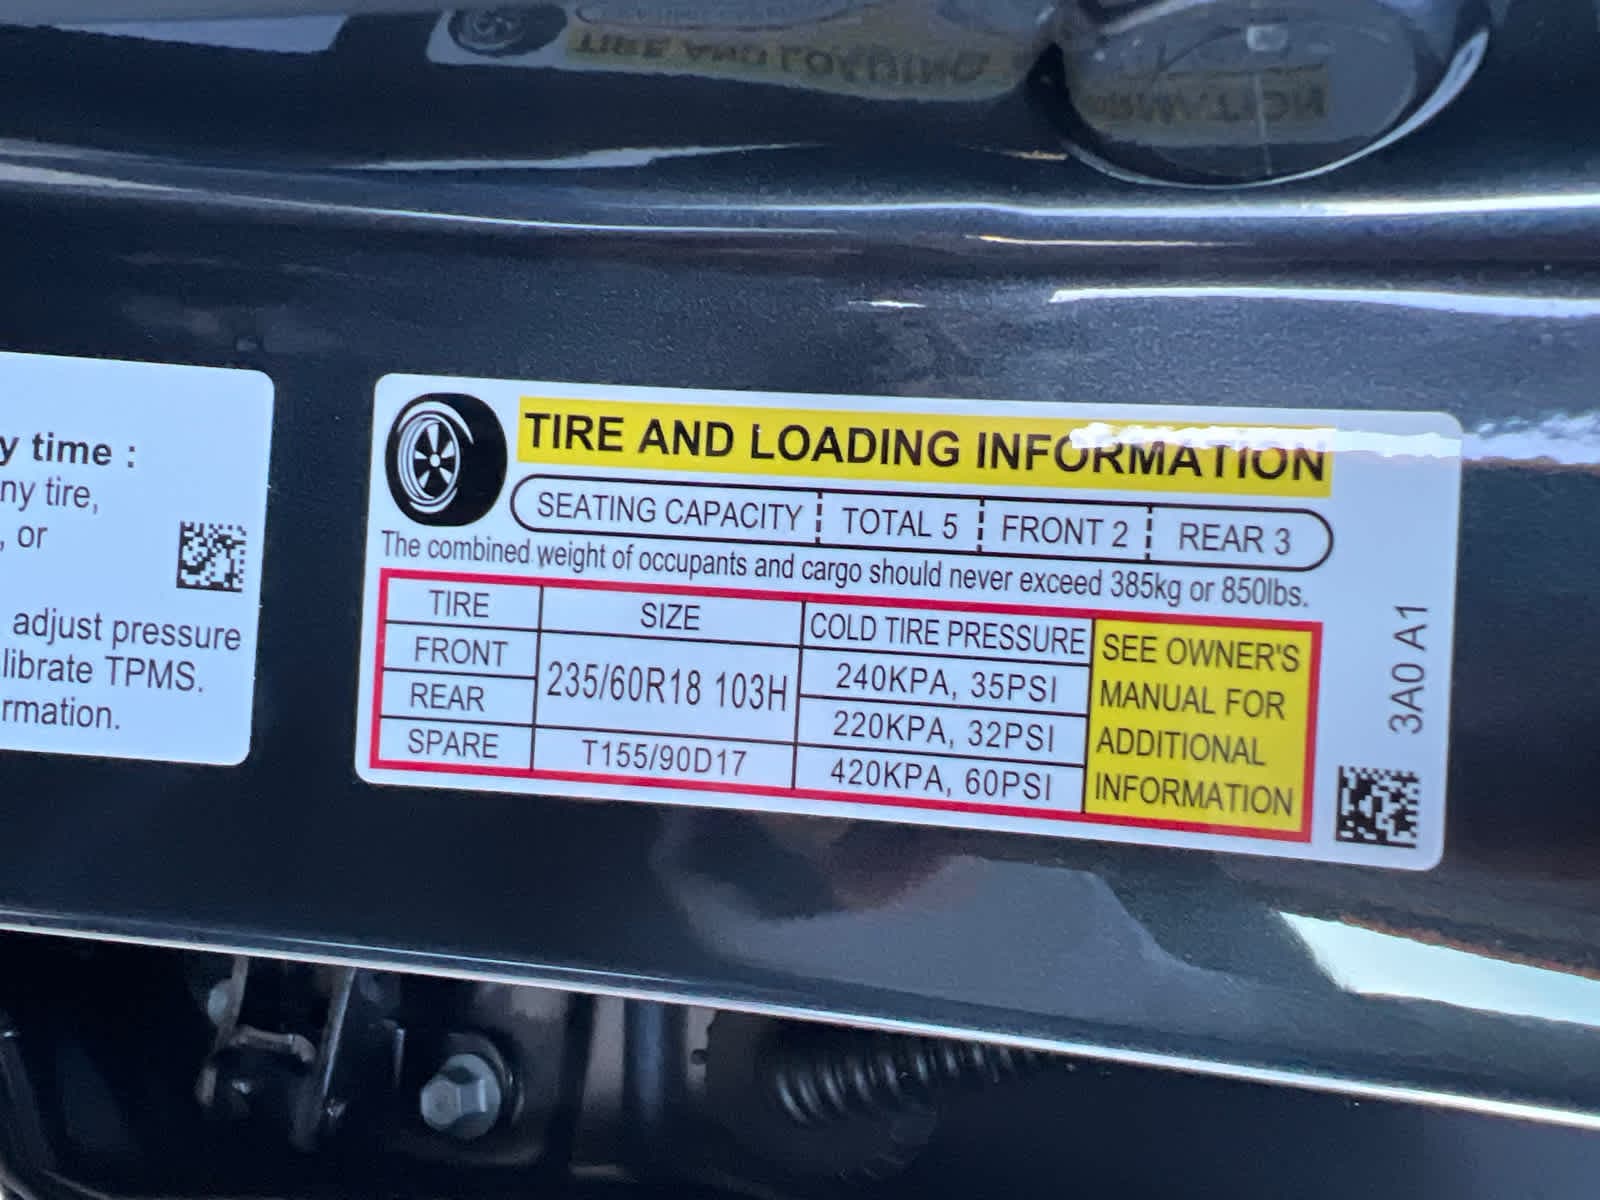 y time :
ny tire,
, or
adjust pressure
librate TPMS.
rmation.
TIRE AND LOADING INFORMATION
SEATING CAPACITY TOTAL 5 FRONT 2 REAR 3
The combined weight of occupants and cargo should never exceed 385kg or 850lbs.
TIRE SIZE COLD TIRE PRESSURE
FRONT 235/60R18 103H 240KPA, 35PSI
REAR 220KPA, 32PSI
SPARE T155/90D17 420KPA, 60PSI
SEE OWNER'S
MANUAL FOR
ADDITIONAL
INFORMATION
3A0 A1